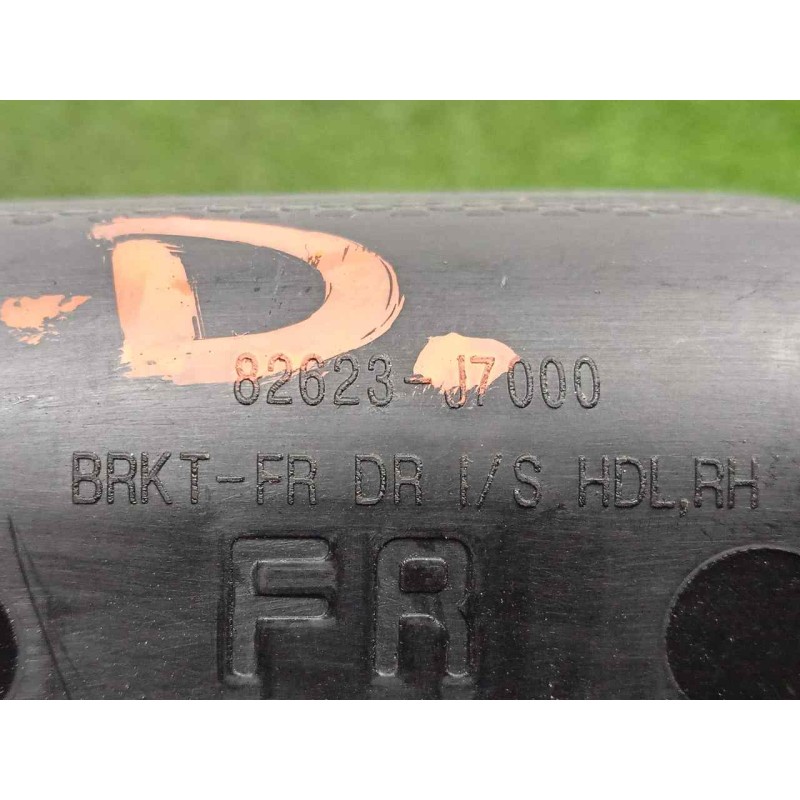 D.
82623-J7000
BRKT-FR DR I/S HDL,RH
FR